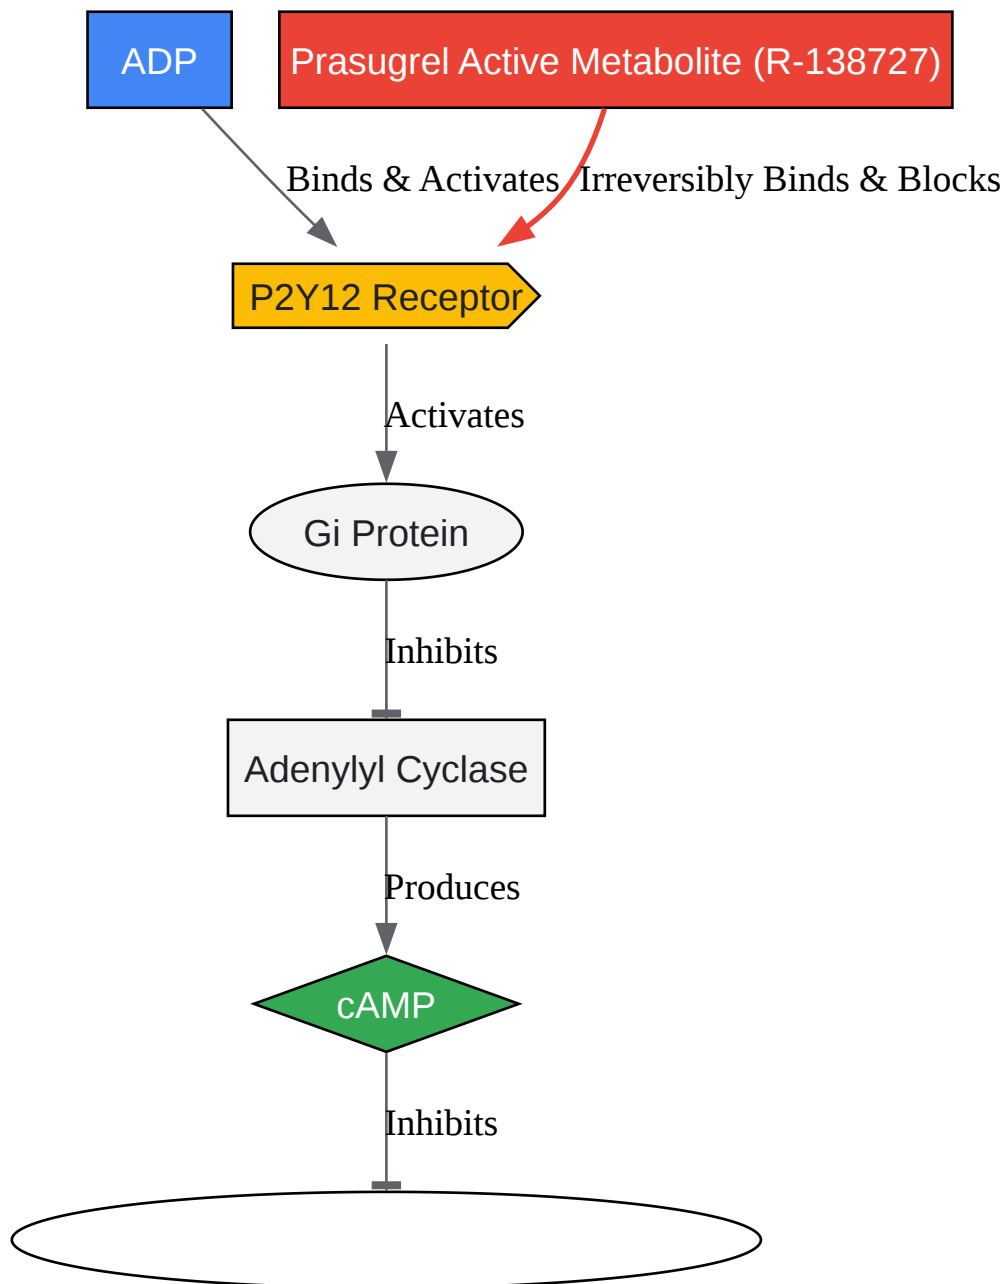 ADP
Prasugrel Active Metabolite (R-138727)
Binds & Activates
Irreversibly Binds & Blocks
P2Y12 Receptor
Activates
Gi Protein
Inhibits
Adenylyl Cyclase
Produces
cAMP
Inhibits